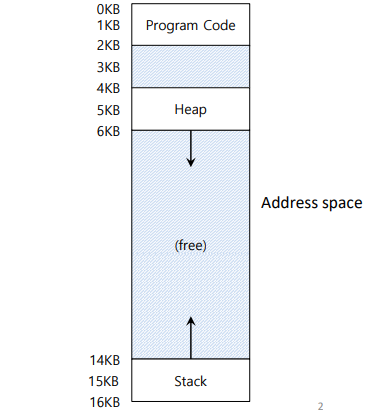 0KB
1KB
Program Code
2KB
3KB
4KB
5KB
Heap
6KB
Address space
(free)
14KB
15KB
Stack
16KB
2